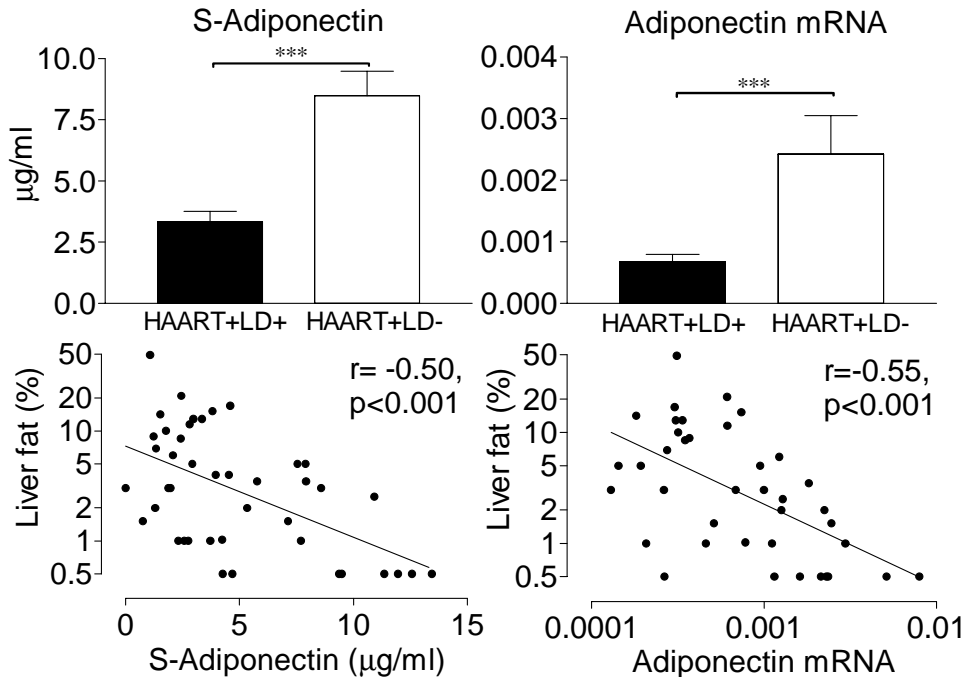 S-Adiponectin
Adiponectin mRNA
***
***
µg/ml
10.0
7.5
5.0
2.5
0.0
0.004
0.003
0.002
0.001
0.000
HAART+LD+
HAART+LD-
HAART+LD+
HAART+LD-
Liver fat (%)
50
20
10
5
2
1
0.5
r= -0.50,
p<0.001
0
5
10
15
S-Adiponectin (µg/ml)
Liver fat (%)
50
20
10
5
2
1
0.5
r=-0.55,
p<0.001
0.0001
0.001
0.01
Adiponectin mRNA